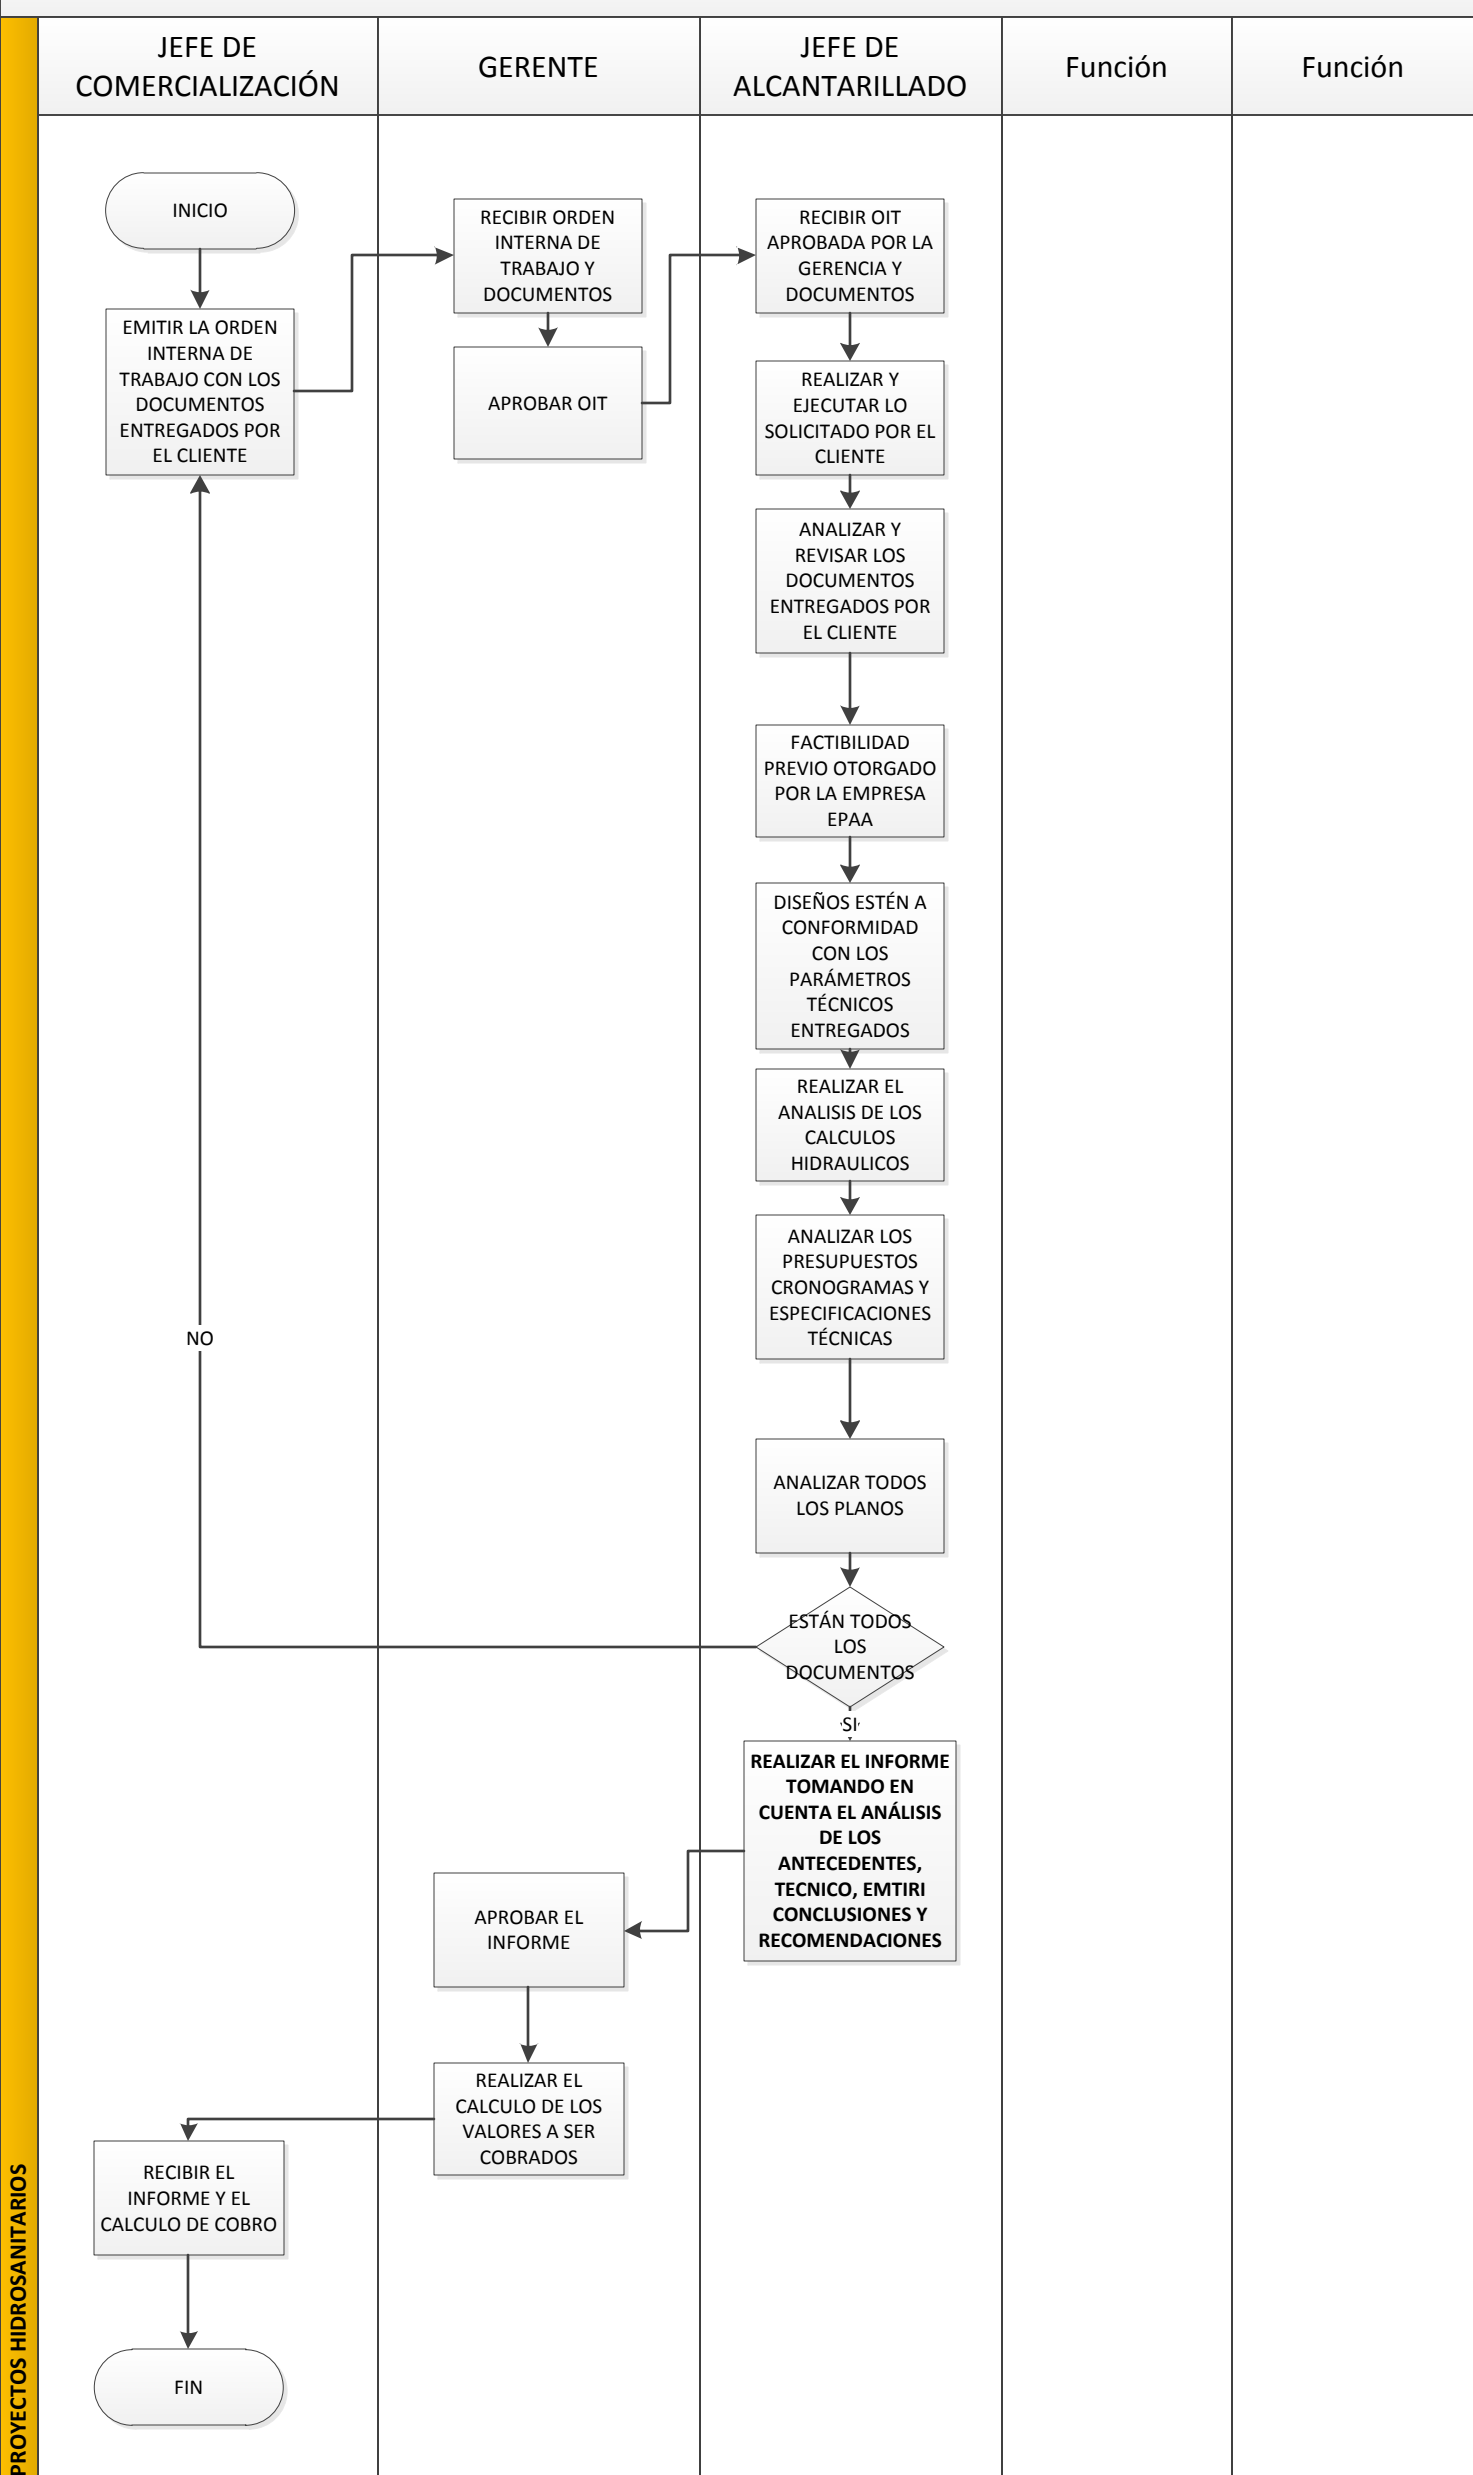 JEFE DE
COMERCIALIZACIÓN
GERENTE
JEFE DE
ALCANTARILLADO
Función
Función
INICIO
EMITIR LA ORDEN
INTERNA DE
TRABAJO CON LOS
DOCUMENTOS
ENTREGADOS POR
EL CLIENTE
RECIBIR ORDEN
INTERNA DE
TRABAJO Y
DOCUMENTOS
APROBAR OIT
RECIBIR OIT
APROBADA POR LA
GERENCIA Y
DOCUMENTOS
REALIZAR Y
EJECUTAR LO
SOLICITADO POR EL
CLIENTE
ANALIZAR Y
REVISAR LOS
DOCUMENTOS
ENTREGADOS POR
EL CLIENTE
FACTIBILIDAD
PREVIO OTORGADO
POR LA EMPRESA
EPAA
DISEÑOS ESTÉN A
CONFORMIDAD
CON LOS
PARÁMETROS
TÉCNICOS
ENTREGADOS
REALIZAR EL
ANALISIS DE LOS
CALCULOS
HIDRAULICOS
ANALIZAR LOS
PRESUPUESTOS
CRONOGRAMAS Y
ESPECIFICACIONES
TÉCNICAS
NO
ANALIZAR TODOS
LOS PLANOS
ESTÁN TODOS
LOS
DOCUMENTOS
SI
REALIZAR EL INFORME
TOMANDO EN
CUENTA EL ANÁLISIS
DE LOS
ANTECEDENTES,
TECNICO, EMTIRI
CONCLUSIONES Y
RECOMENDACIONES
APROBAR EL
INFORME
REALIZAR EL
CALCULO DE LOS
VALORES A SER
COBRADOS
RECIBIR EL
INFORME Y EL
CALCULO DE COBRO
FIN
PROYECTOS HIDROSANITARIOS